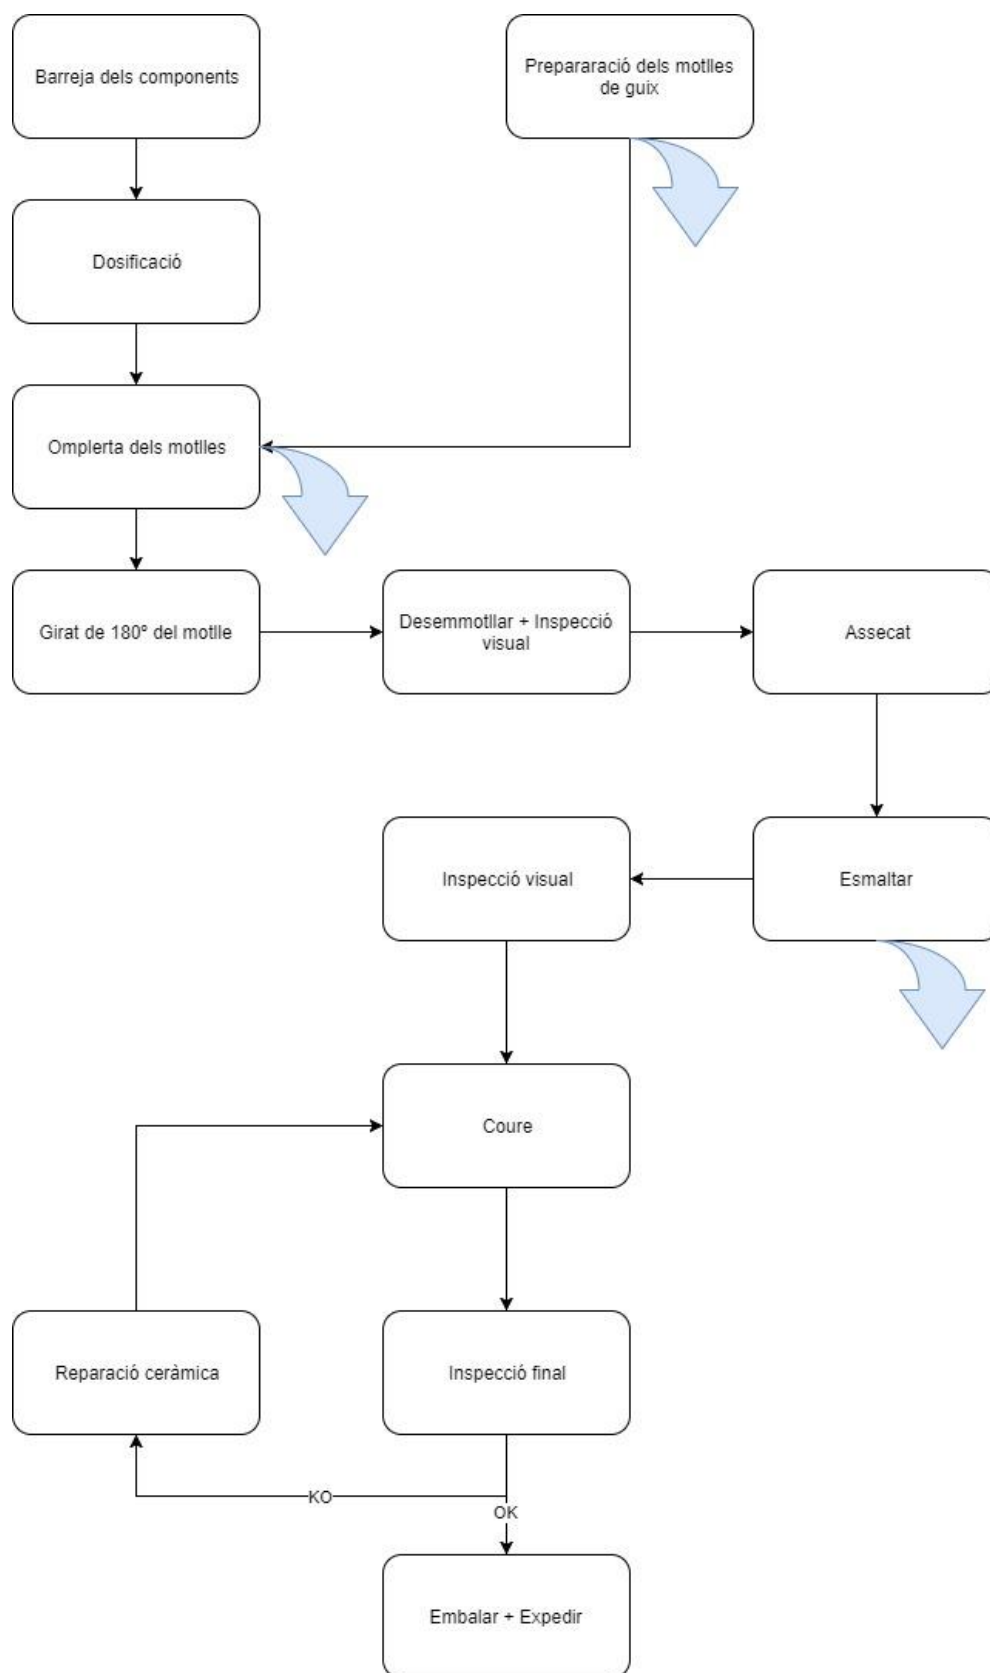 Barreja dels components
Prepararació dels motlles
de guix
Dosificació
Omplerta dels motlles
Girat de 180º del motlle
Desemmotllar + Inspecció
visual
Assecat
Inspecció visual
Esmaltar
Coure
Reparació ceràmica
Inspecció final
KO
OK
Embalar + Expedir